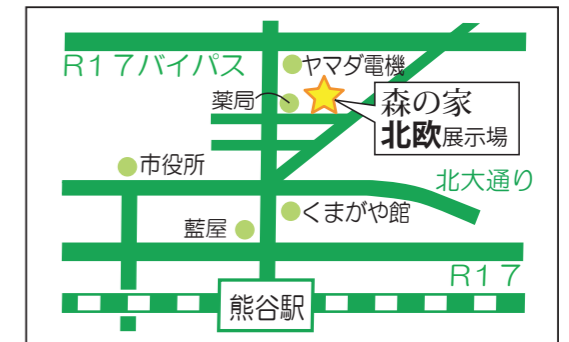 R17バイパス
ヤマダ電機
薬局
森の家
北欧展示場
市役所
北大通り
くまがや館
藍屋
R17
熊谷駅